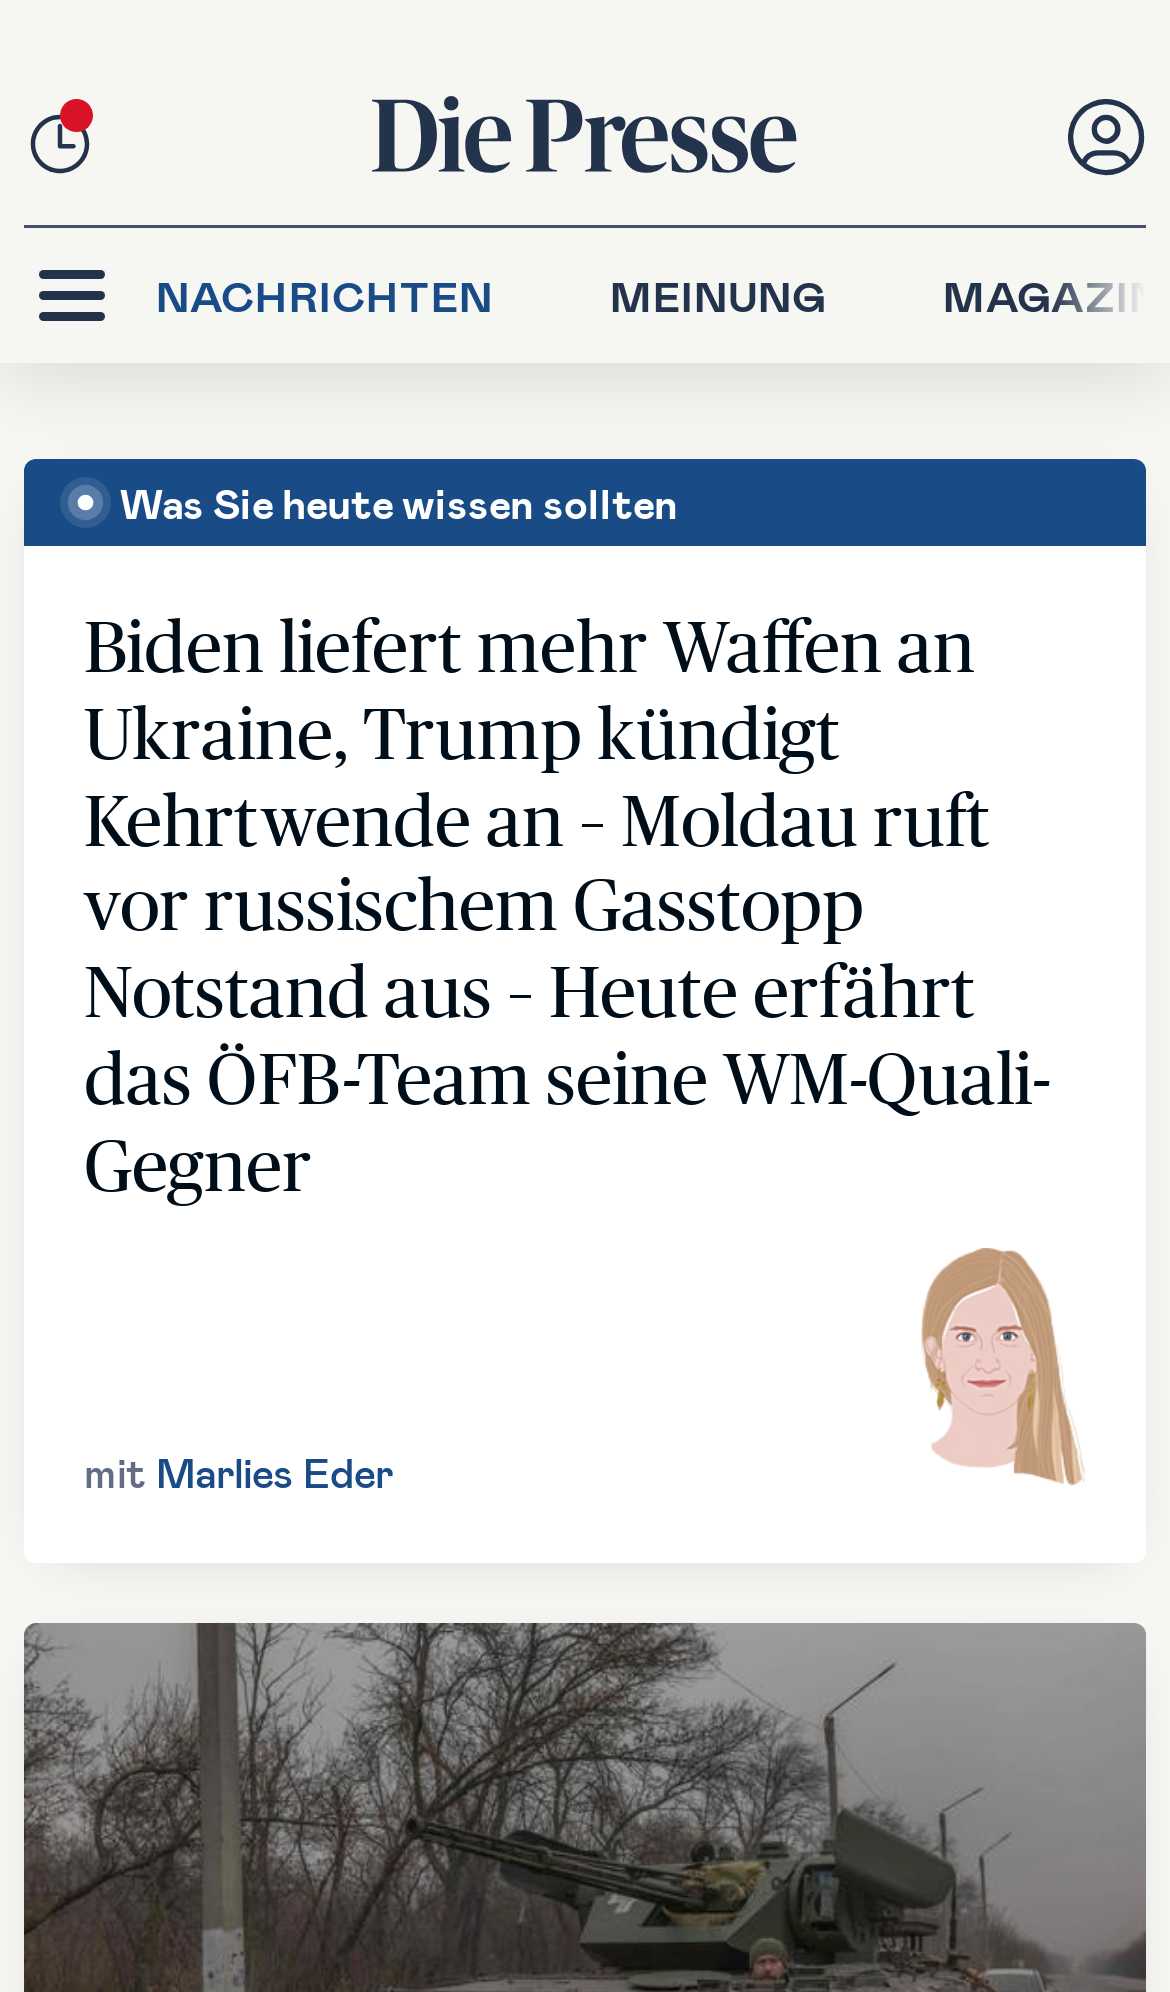 Die Presse
NACHRICHTEN MEINUNG
Was Sie heute wissen sollten
Biden liefert mehr Waffen an
Ukraine, Trump kündigt
Kehrtwende an – Moldau ruft
vor russischem Gasstopp
Notstand aus – Heute erfährt
das ÖFB-Team seine WM-Quali-
Gegner
mit Marlies Eder